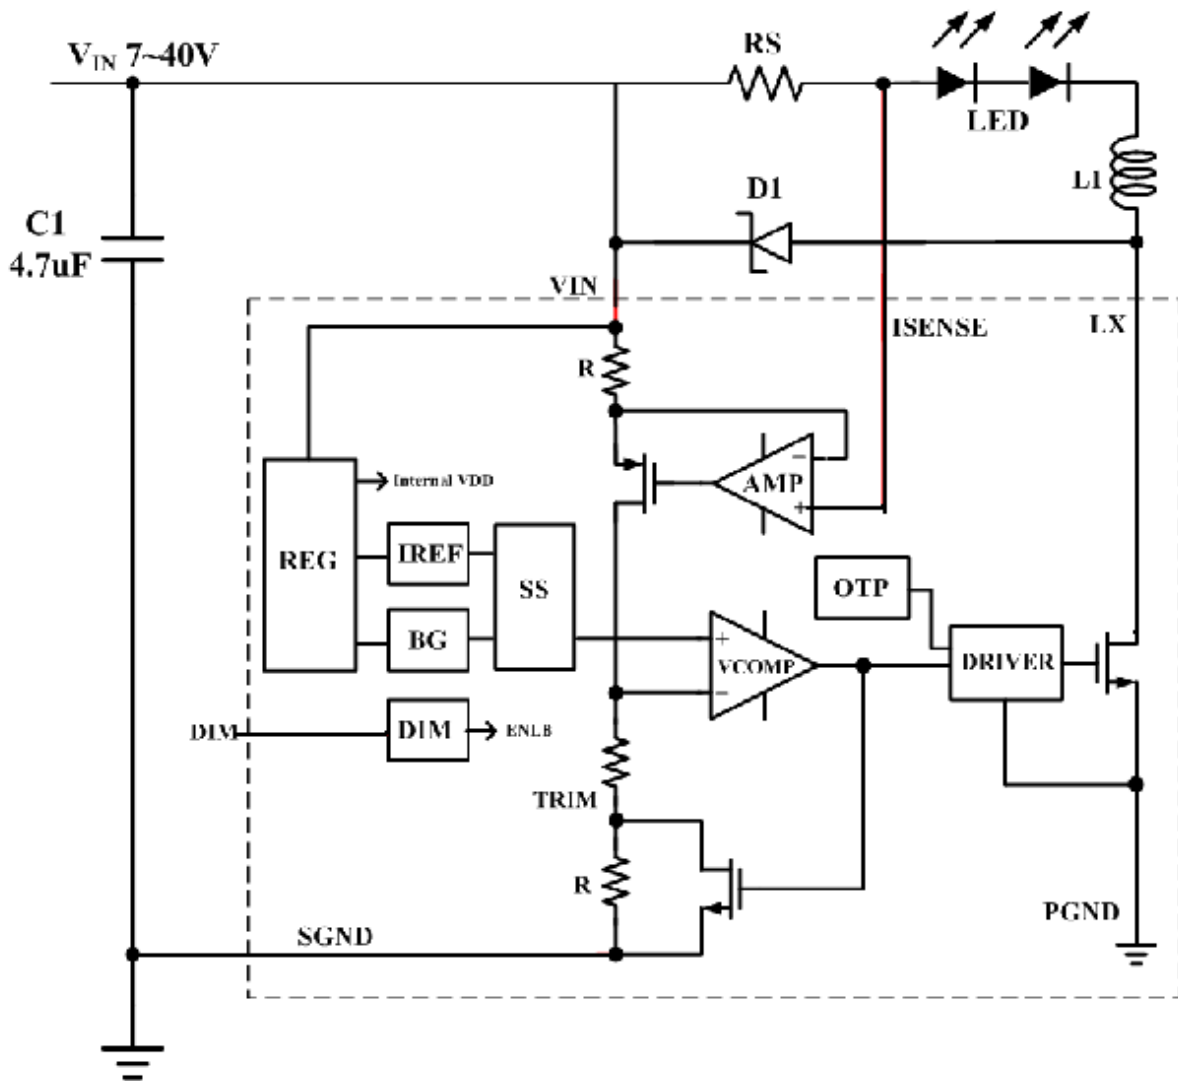 V_IN 7~40V
RS
LED
L1
D1
C1
4.7uF
VIN
ISENSE
LX
R
Internal VDD
AMP
REG
IREF
SS
OTP
BG
VCOMP
DRIVER
DIM
DIM
ENLB
TRIM
R
SGND
PGND